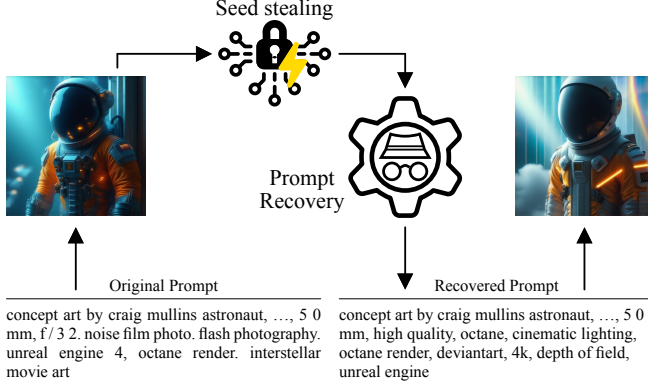 Seed stealing
Prompt
Recovery
Original Prompt
concept art by craig mullins astronaut, …, 5 0
mm, f / 3 2. noise film photo. flash photography.
unreal engine 4, octane render. interstellar
movie art
Recovered Prompt
concept art by craig mullins astronaut, …, 5 0
mm, high quality, octane, cinematic lighting,
octane render, deviantart, 4k, depth of field,
unreal engine